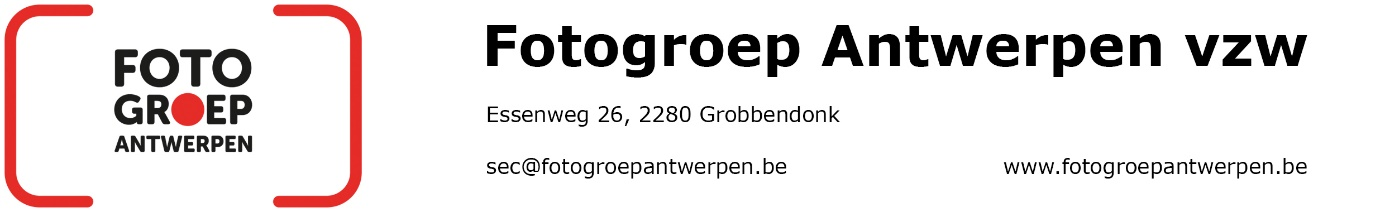 FOTO
GROEP
ANTWERPEN
Fotogroep Antwerpen vzw
Essenweg 26, 2280 Grobbendonk
sec@fotogroepantwerpen.be www.fotogroepantwerpen.be